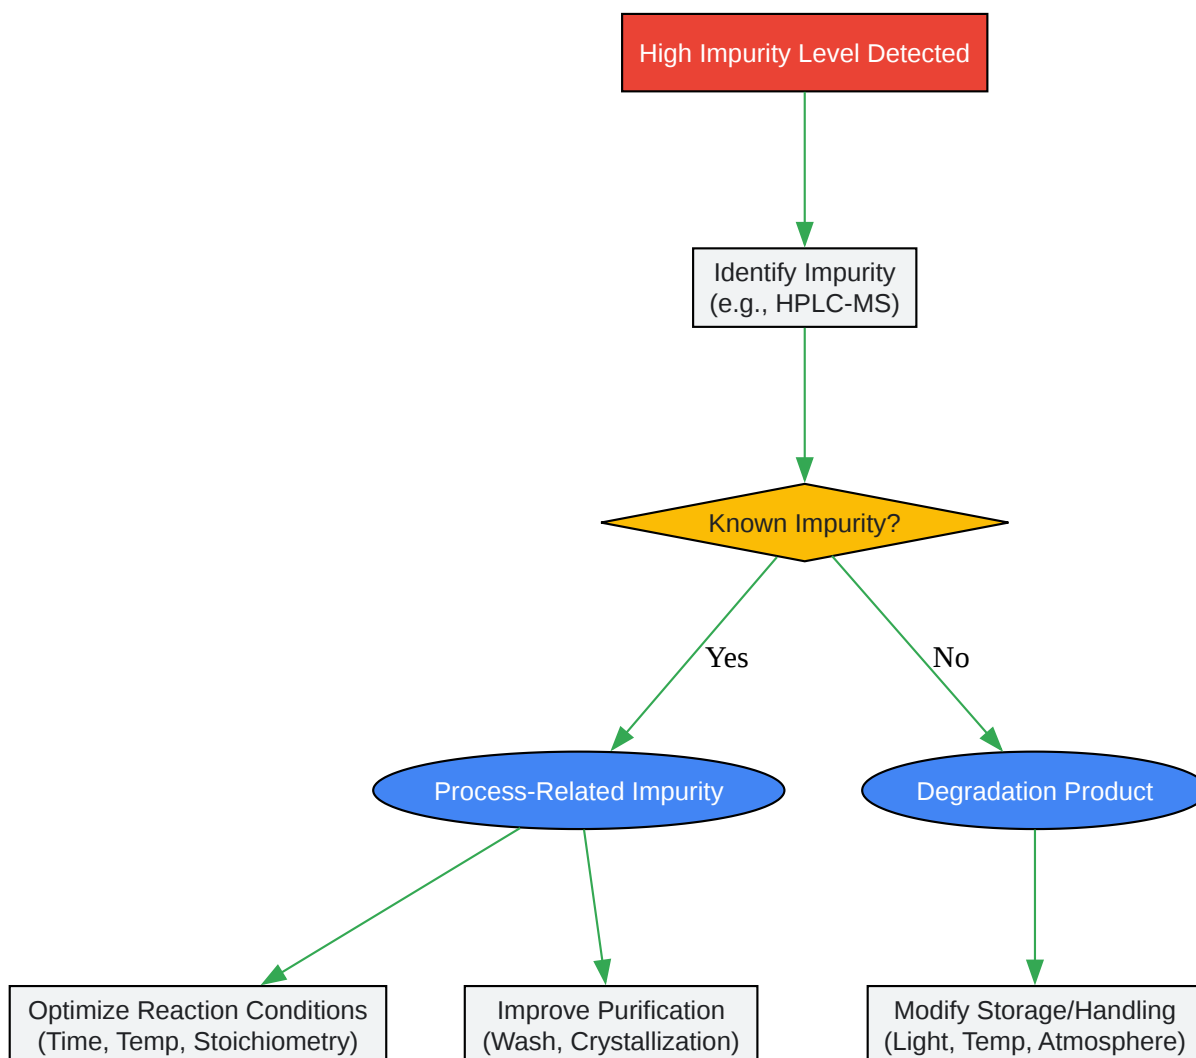 High Impurity Level Detected
Identify Impurity
(e.g., HPLC-MS)
Known Impurity?
Yes
No
Process-Related Impurity
Degradation Product
Optimize Reaction Conditions
(Time, Temp, Stoichiometry)
Improve Purification
(Wash, Crystallization)
Modify Storage/Handling
(Light, Temp, Atmosphere)